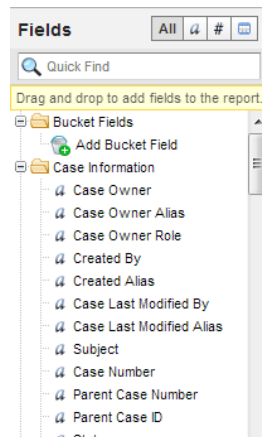 Fields All a #
Quick Find
Drag and drop to add fields to the report.
Bucket Fields
Add Bucket Field
Case Information
a Case Owner
a Case Owner Alias
a Case Owner Role
a Created By
a Created Alias
a Case Last Modified By
a Case Last Modified Alias
a Subject
a Case Number
a Parent Case Number
a Parent Case ID